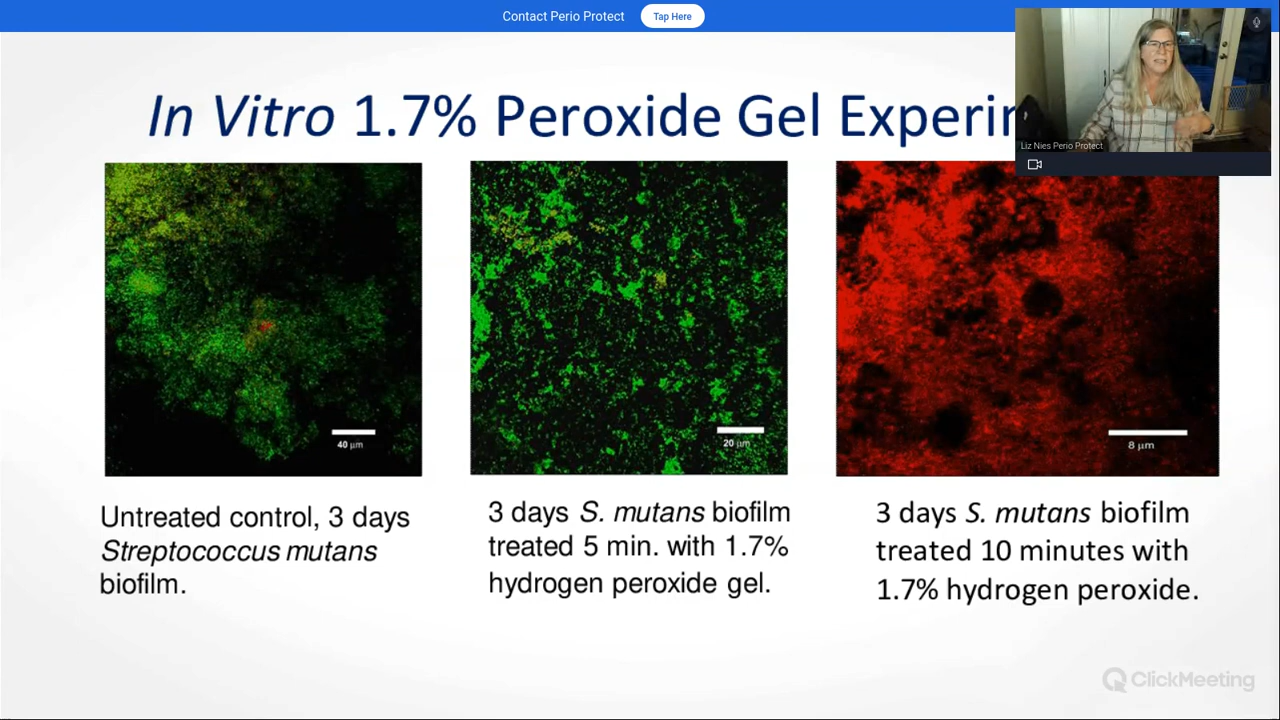 Contact Perio Protect
Tap Here
In Vitro 1.7% Peroxide Gel Experi
Liz Nies Perio Protect
40 µm
20 µm
8 µm
Untreated control, 3 days
Streptococcus mutans
biofilm.
3 days S. mutans biofilm
treated 5 min. with 1.7%
hydrogen peroxide gel.
3 days S. mutans biofilm
treated 10 minutes with
1.7% hydrogen peroxide.
ClickMeeting